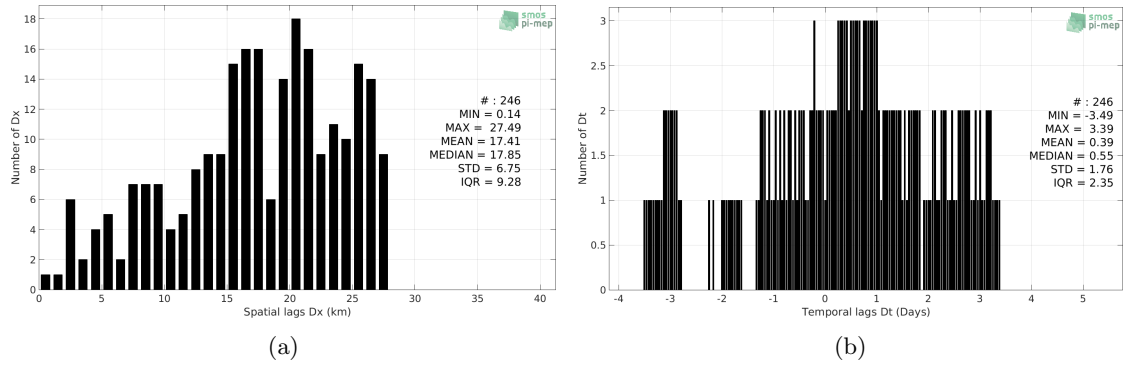 smos
pi-mep
18
16
14
12
10
8
6
4
2
0
Number of Dx
# : 246
MIN = 0.14
MAX = 27.49
MEAN = 17.41
MEDIAN = 17.85
STD = 6.75
IQR = 9.28
0 5 10 15 20 25 30 35 40
Spatial lags Dx (km)
(a)
smos
pi-mep
3
2.5
2
1.5
1
0.5
0
Number of Dt
# : 246
MIN = -3.49
MAX = 3.39
MEAN = 0.39
MEDIAN = 0.55
STD = 1.76
IQR = 2.35
-4 -3 -2 -1 0 1 2 3 4 5
Temporal lags Dt (Days)
(b)